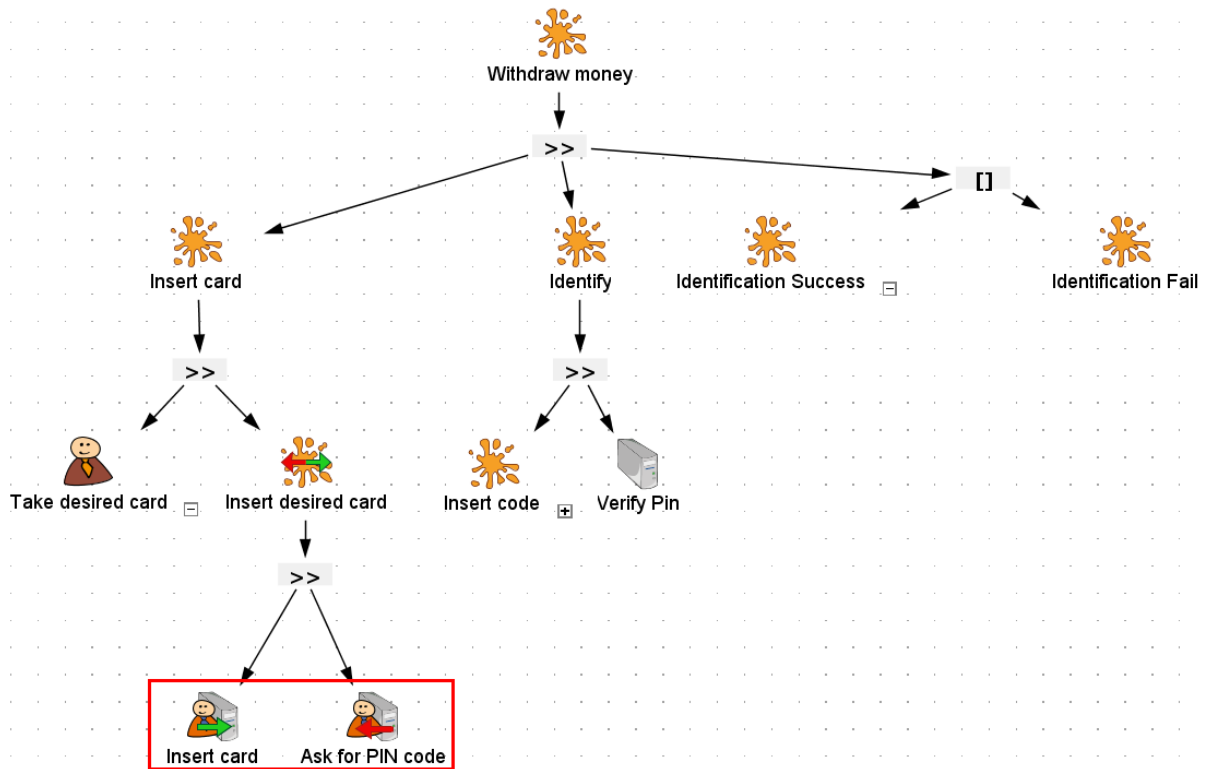 Withdraw money
>>
[]
Insert card
Identify
Identification Success
Identification Fail
>>
>>
Take desired card
Insert desired card
Insert code
Verify Pin
>>
Insert card
Ask for PIN code